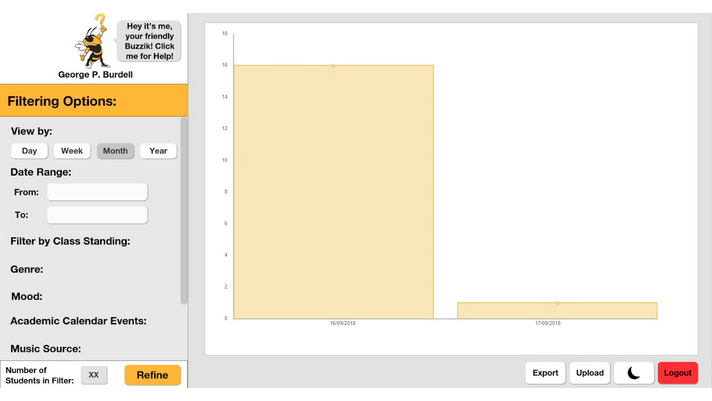 Hey it's me,
your friendly
Buzzik! Click
me for Help!
George P. Burdell
Filtering Options:
View by:
Day Week Month Year
Date Range:
From:
To:
Filter by Class Standing:
Genre:
Mood:
Academic Calendar Events:
Music Source:
Number of
Students in Filter:
XX
Refine
18
16
14
12
10
8
6
4
2
0
16/09/2018 17/09/2018
Export Upload Logout